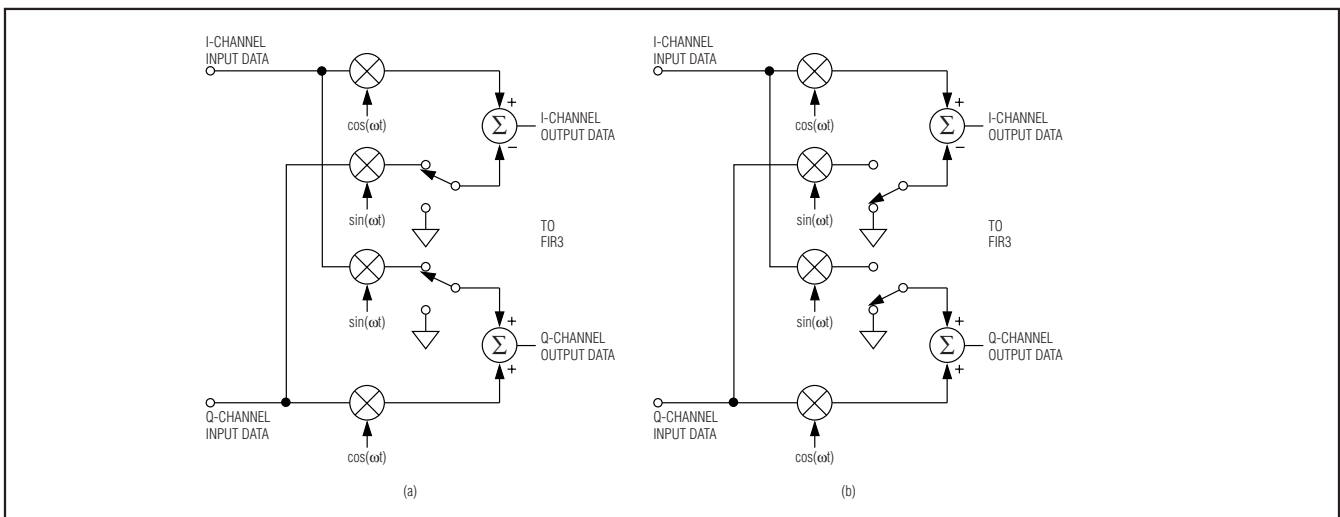 I-CHANNEL
INPUT DATA
cos(ωt)
+
Σ
−
I-CHANNEL
OUTPUT DATA
sin(ωt)
TO
FIR3
sin(ωt)
+
Σ
+
Q-CHANNEL
OUTPUT DATA
Q-CHANNEL
INPUT DATA
cos(ωt)
(a)
I-CHANNEL
INPUT DATA
cos(ωt)
+
Σ
−
I-CHANNEL
OUTPUT DATA
sin(ωt)
TO
FIR3
sin(ωt)
+
Σ
+
Q-CHANNEL
OUTPUT DATA
Q-CHANNEL
INPUT DATA
cos(ωt)
(b)